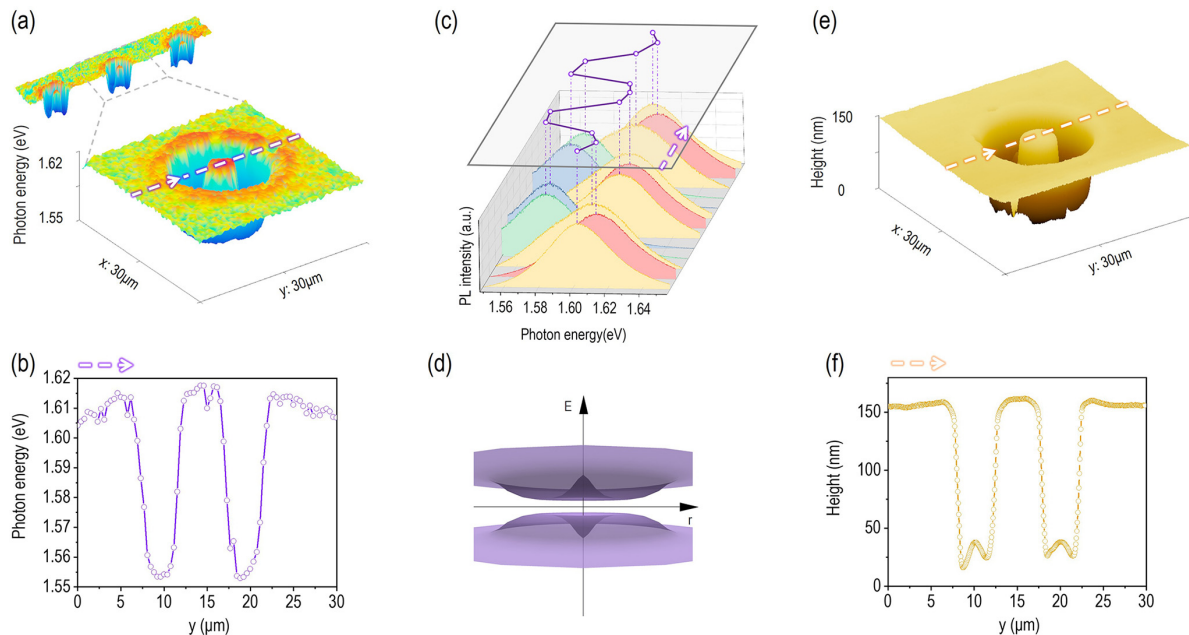 (a)
Photon energy (eV)
1.62
1.55
x: 30µm
y: 30µm
(b)
Photon energy (eV)
1.62
1.61
1.60
1.59
1.58
1.57
1.56
1.55
0 5 10 15 20 25 30
y (µm)
(c)
PL intensity (a.u.)
1.56 1.58 1.60 1.62 1.64
Photon energy(eV)
(d)
E
r
(e)
Height (nm)
150
0
x: 30µm
y: 30µm
(f)
Height (nm)
150
100
50
0
0 5 10 15 20 25 30
y (µm)